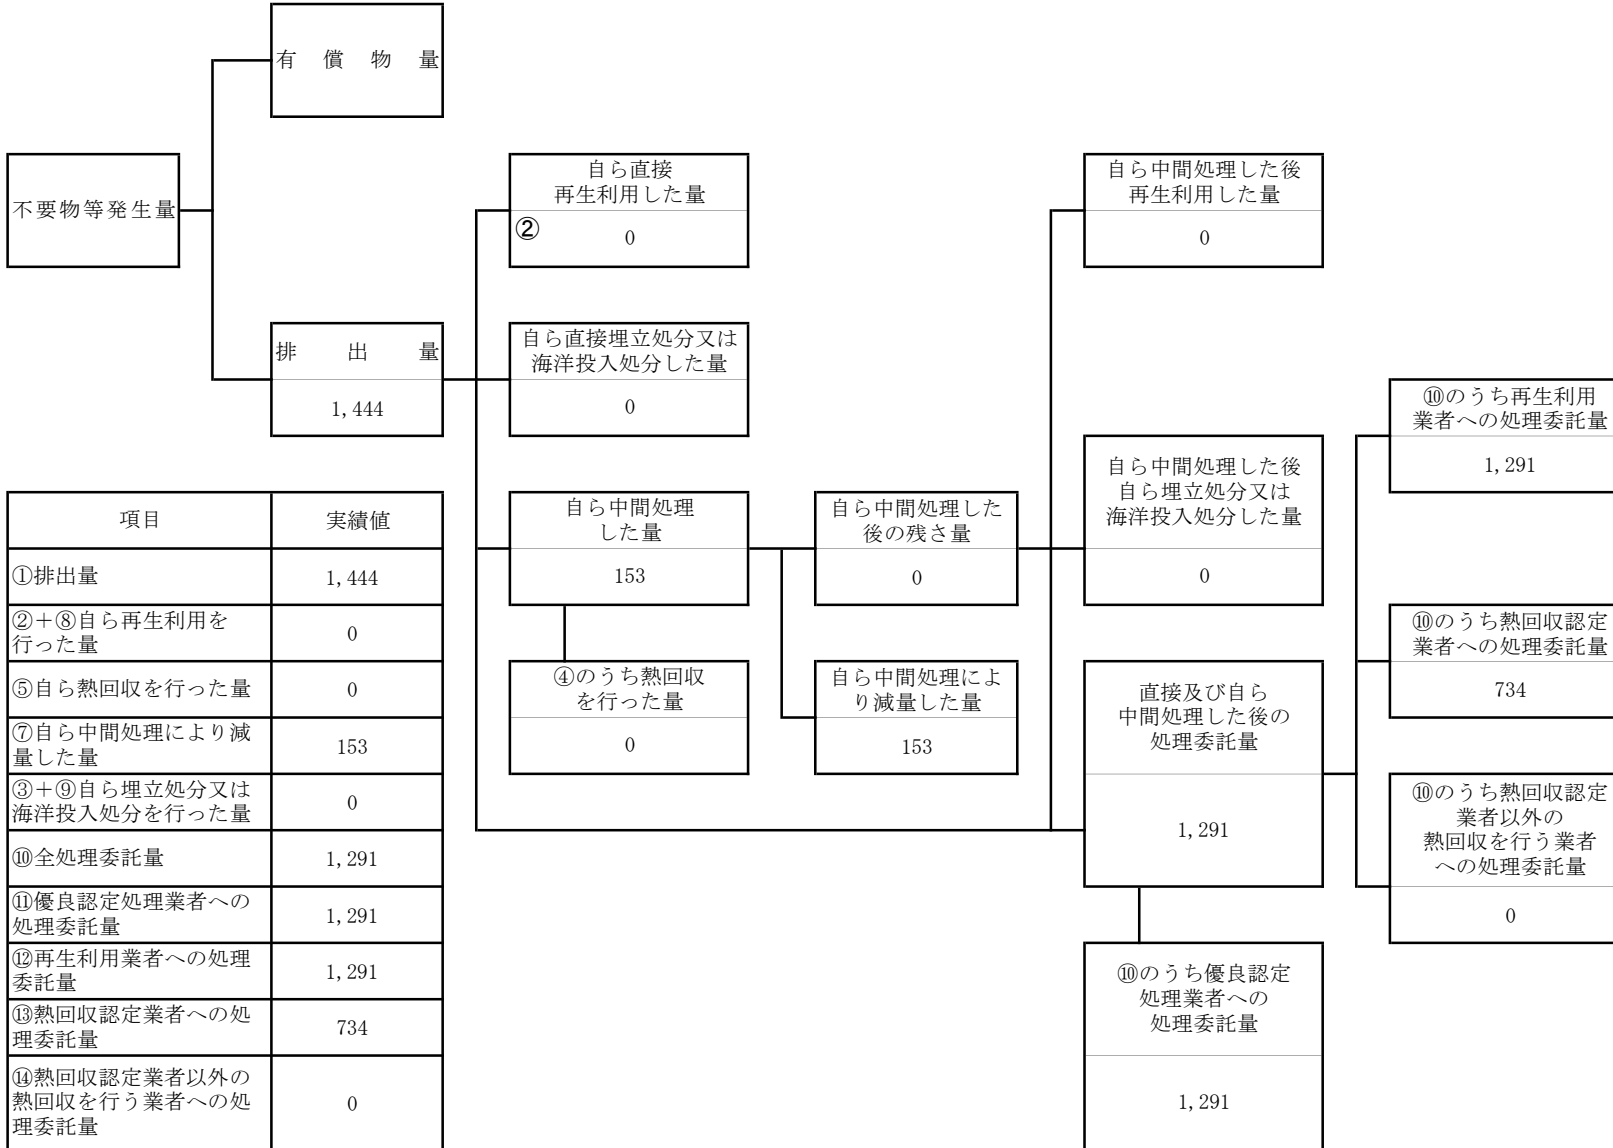 有償物量
不要物等発生量
自ら直接
再生利用した量
②
0
自ら中間処理した後
再生利用した量
0
排出量
1,444
自ら直接埋立処分又は
海洋投入処分した量
0
⑩のうち再生利用
業者への処理委託量
1,291
自ら中間処理した後
自ら埋立処分又は
海洋投入処分した量
0
自ら中間処理
した量
153
自ら中間処理した
後の残さ量
0
⑩のうち熱回収認定
業者への処理委託量
734
④のうち熱回収
を行った量
0
自ら中間処理によ
り減量した量
153
直接及び自ら
中間処理した後の
処理委託量
1,291
⑩のうち熱回収認定
業者以外の
熱回収を行う業者
への処理委託量
0
⑩のうち優良認定
処理業者への
処理委託量
1,291
項目 実績値
①排出量 1,444
②+⑧自ら再生利用を
行った量 0
⑤自ら熱回収を行った量 0
⑦自ら中間処理により減
量した量 153
③+⑨自ら埋立処分又は
海洋投入処分を行った量 0
⑩全処理委託量 1,291
⑪優良認定処理業者への
処理委託量 1,291
⑫再生利用業者への処理
委託量 1,291
⑬熱回収認定業者への処
理委託量 734
⑭熱回収認定業者以外の
熱回収を行う業者への処
理委託量 0